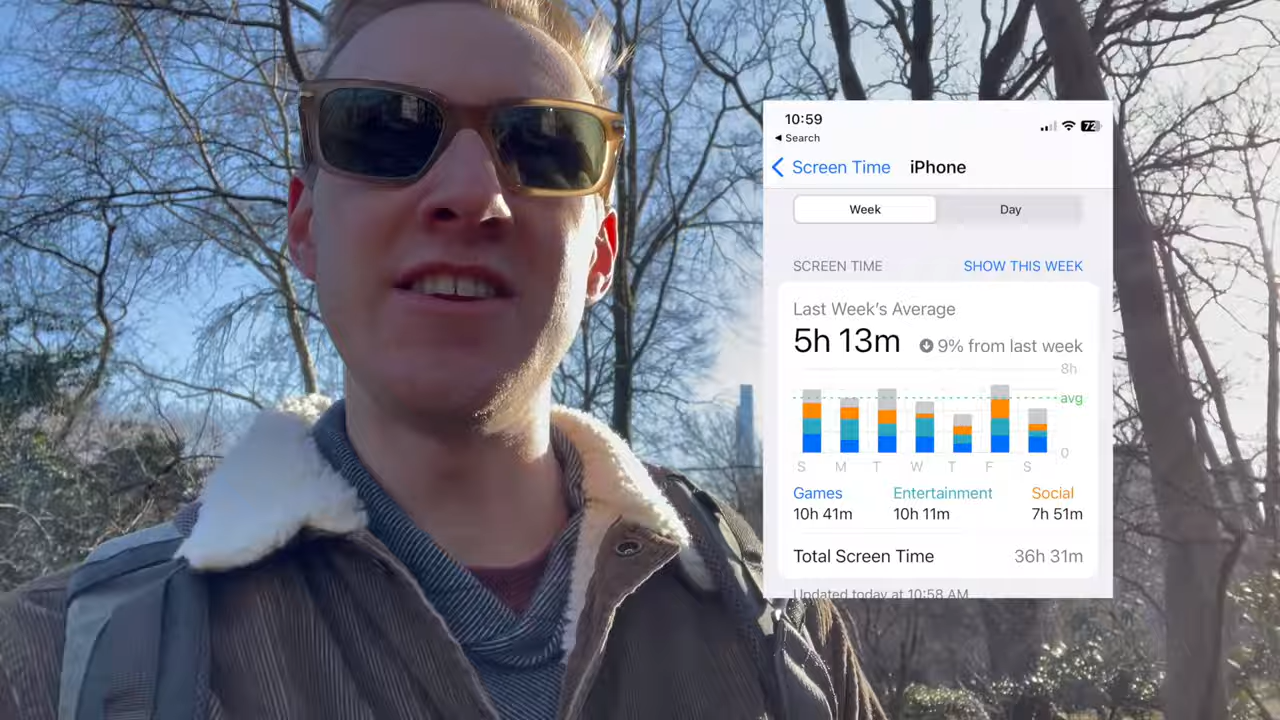 10:59
72
◀ Search
Screen Time iPhone
Week Day
SCREEN TIME SHOW THIS WEEK
Last Week's Average
5h 13m 9% from last week
8h
avg
0
S M T W T F S
Games Entertainment Social
10h 41m 10h 11m 7h 51m
Total Screen Time 36h 31m
Updated today at 10:58 AM